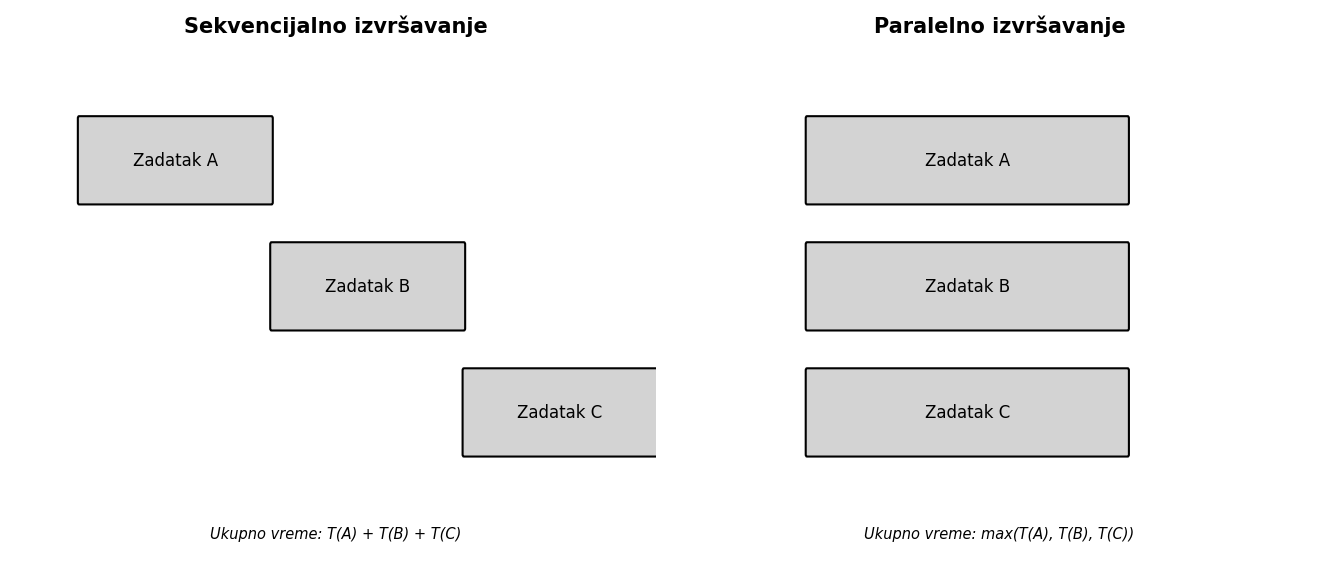 Sekvencijalno izvršavanje
Zadatak A
Zadatak B
Zadatak C
Ukupno vreme: T(A) + T(B) + T(C)
Paralelno izvršavanje
Zadatak A
Zadatak B
Zadatak C
Ukupno vreme: max(T(A), T(B), T(C))